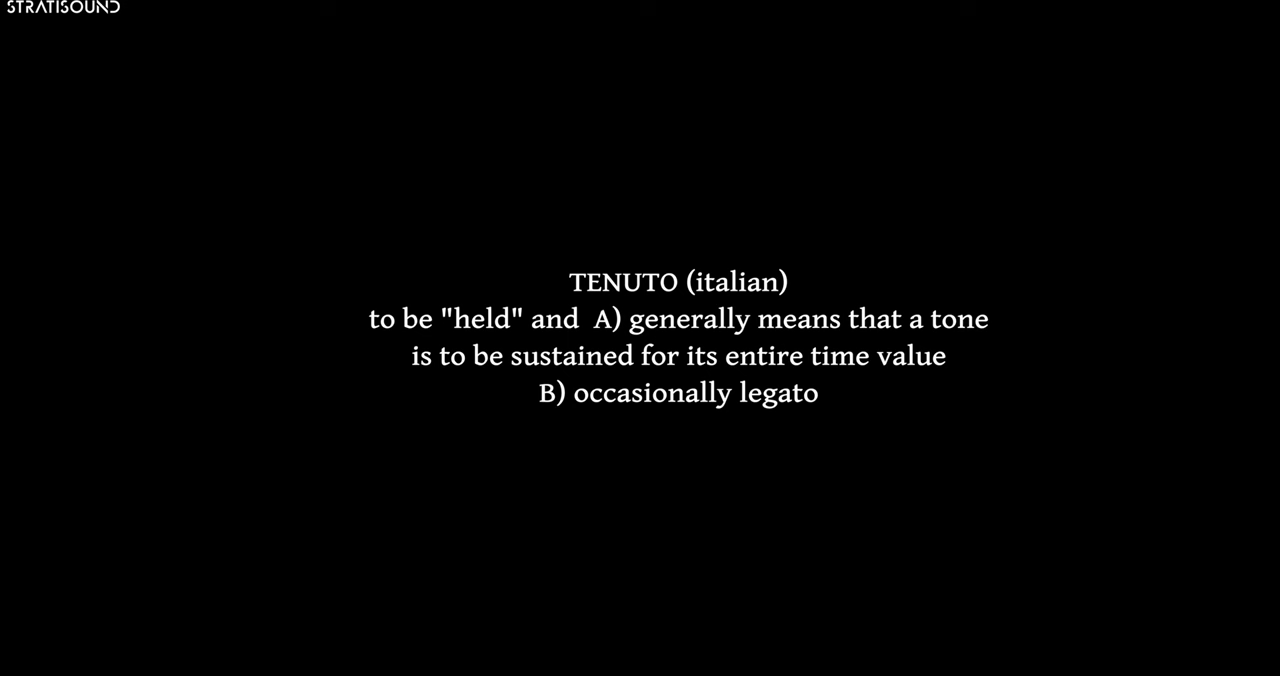 STRATISOUND
TENUTO (italian)
to be "held" and  A) generally means that a tone
is to be sustained for its entire time value
B) occasionally legato